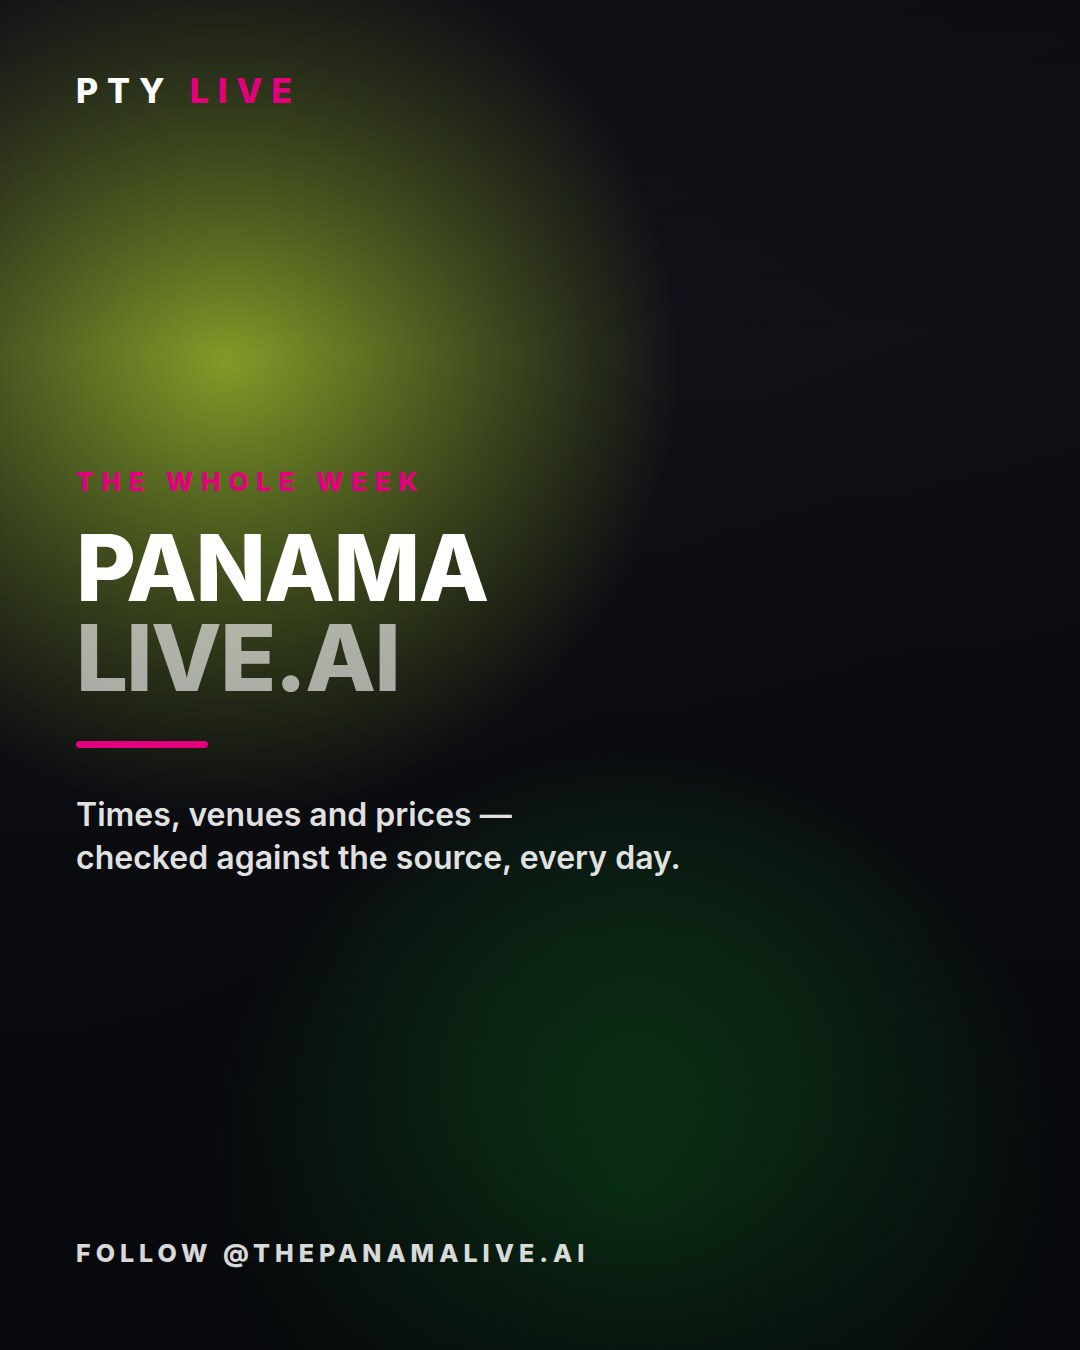 PTY LIVE
THE WHOLE WEEK
PANAMA
LIVE.AI
Times, venues and prices —
checked against the source, every day.
FOLLOW @THEPANAMALIVE.AI